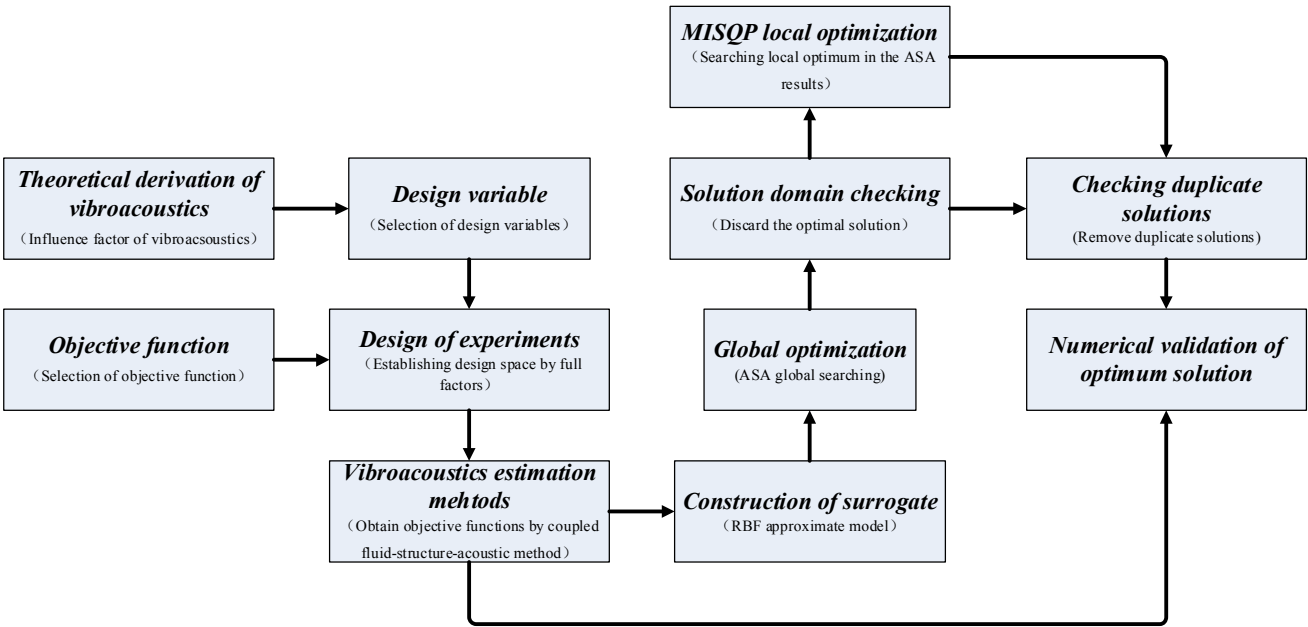 MISQP local optimization
（Searching local optimum in the ASA
results）
Theoretical derivation of
vibroacoustics
（Influence factor of vibroacsoustics）
Design variable
（Selection of design variables）
Solution domain checking
（Discard the optimal solution）
Checking duplicate
solutions
(Remove duplicate solutions)
Objective function
（Selection of objective function）
Design of experiments
（Establishing design space by full
factors）
Global optimization
(ASA global searching)
Numerical validation of
optimum solution
Vibroacoustics estimation
mehtods
（Obtain objective functions by coupled
fluid-structure-acoustic method）
Construction of surrogate
（RBF approximate model）